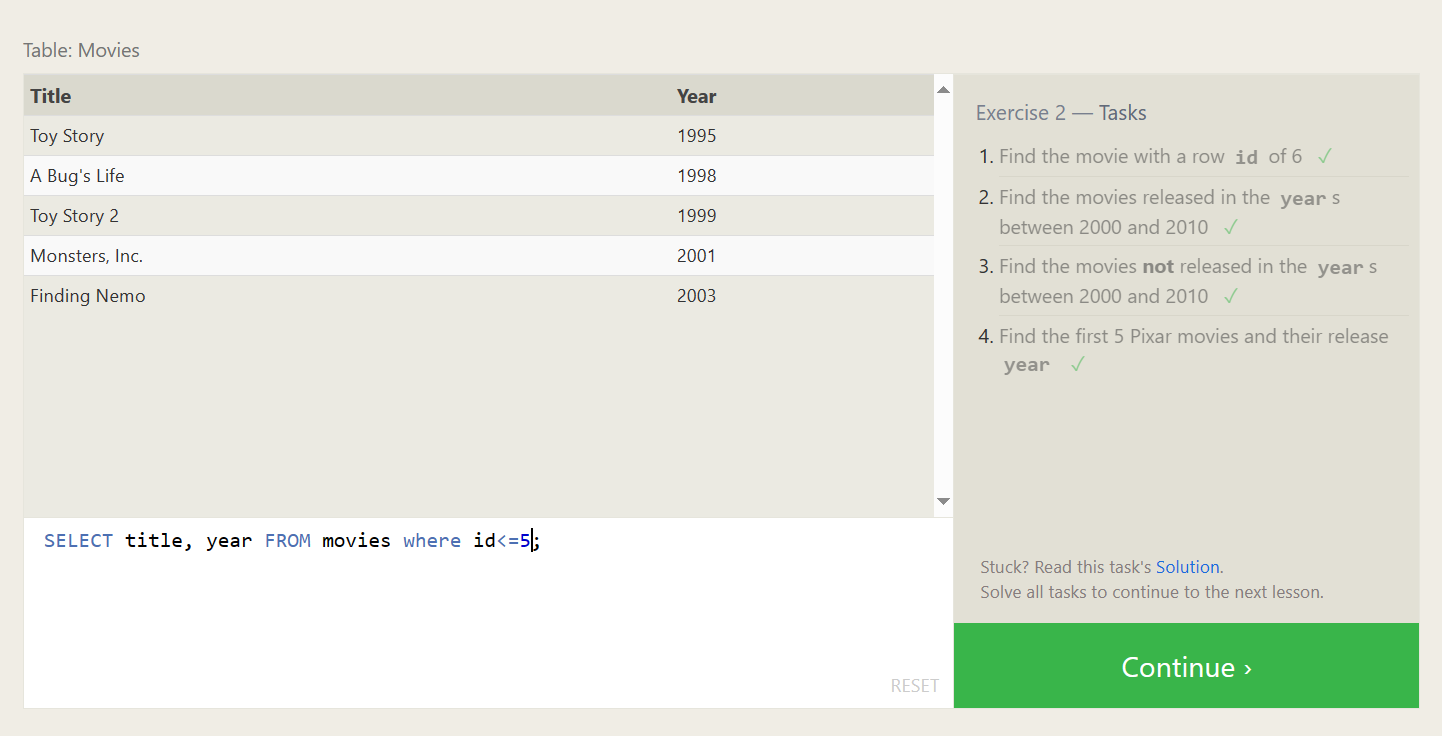 Table: Movies
Title Year
Toy Story 1995
A Bug's Life 1998
Toy Story 2 1999
Monsters, Inc. 2001
Finding Nemo 2003
SELECT title, year FROM movies where id<=5;
RESET
Exercise 2 — Tasks
1. Find the movie with a row id of 6 ✓
2. Find the movies released in the year s
between 2000 and 2010 ✓
3. Find the movies not released in the year s
between 2000 and 2010 ✓
4. Find the first 5 Pixar movies and their release
year ✓
Stuck? Read this task's Solution.
Solve all tasks to continue to the next lesson.
Continue ›